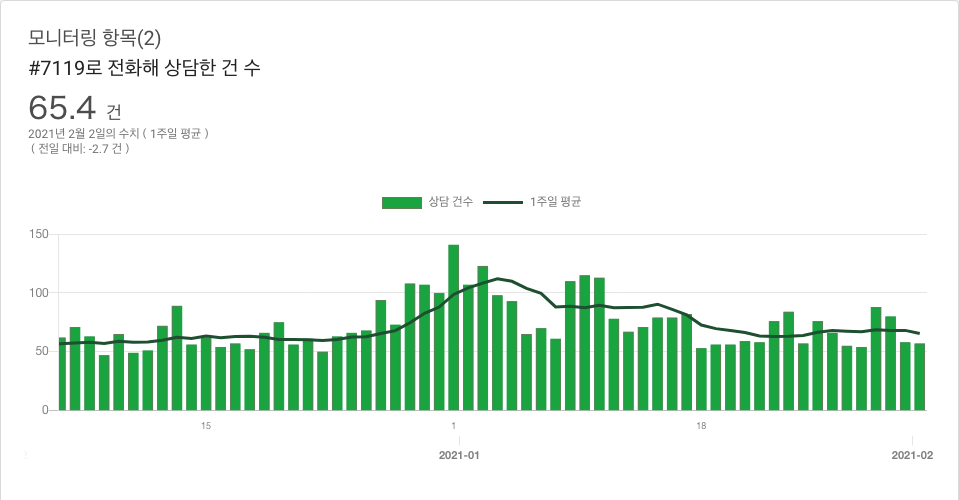 모니터링 항목(2)
#7119로 전화해 상담한 건 수
65.4 건
2021년 2월 2일의 수치 ( 1주일 평균 )
( 전일 대비: -2.7 건 )
상담 건수 1주일 평균
150
100
50
0
15 1 18
2021-01 2021-02